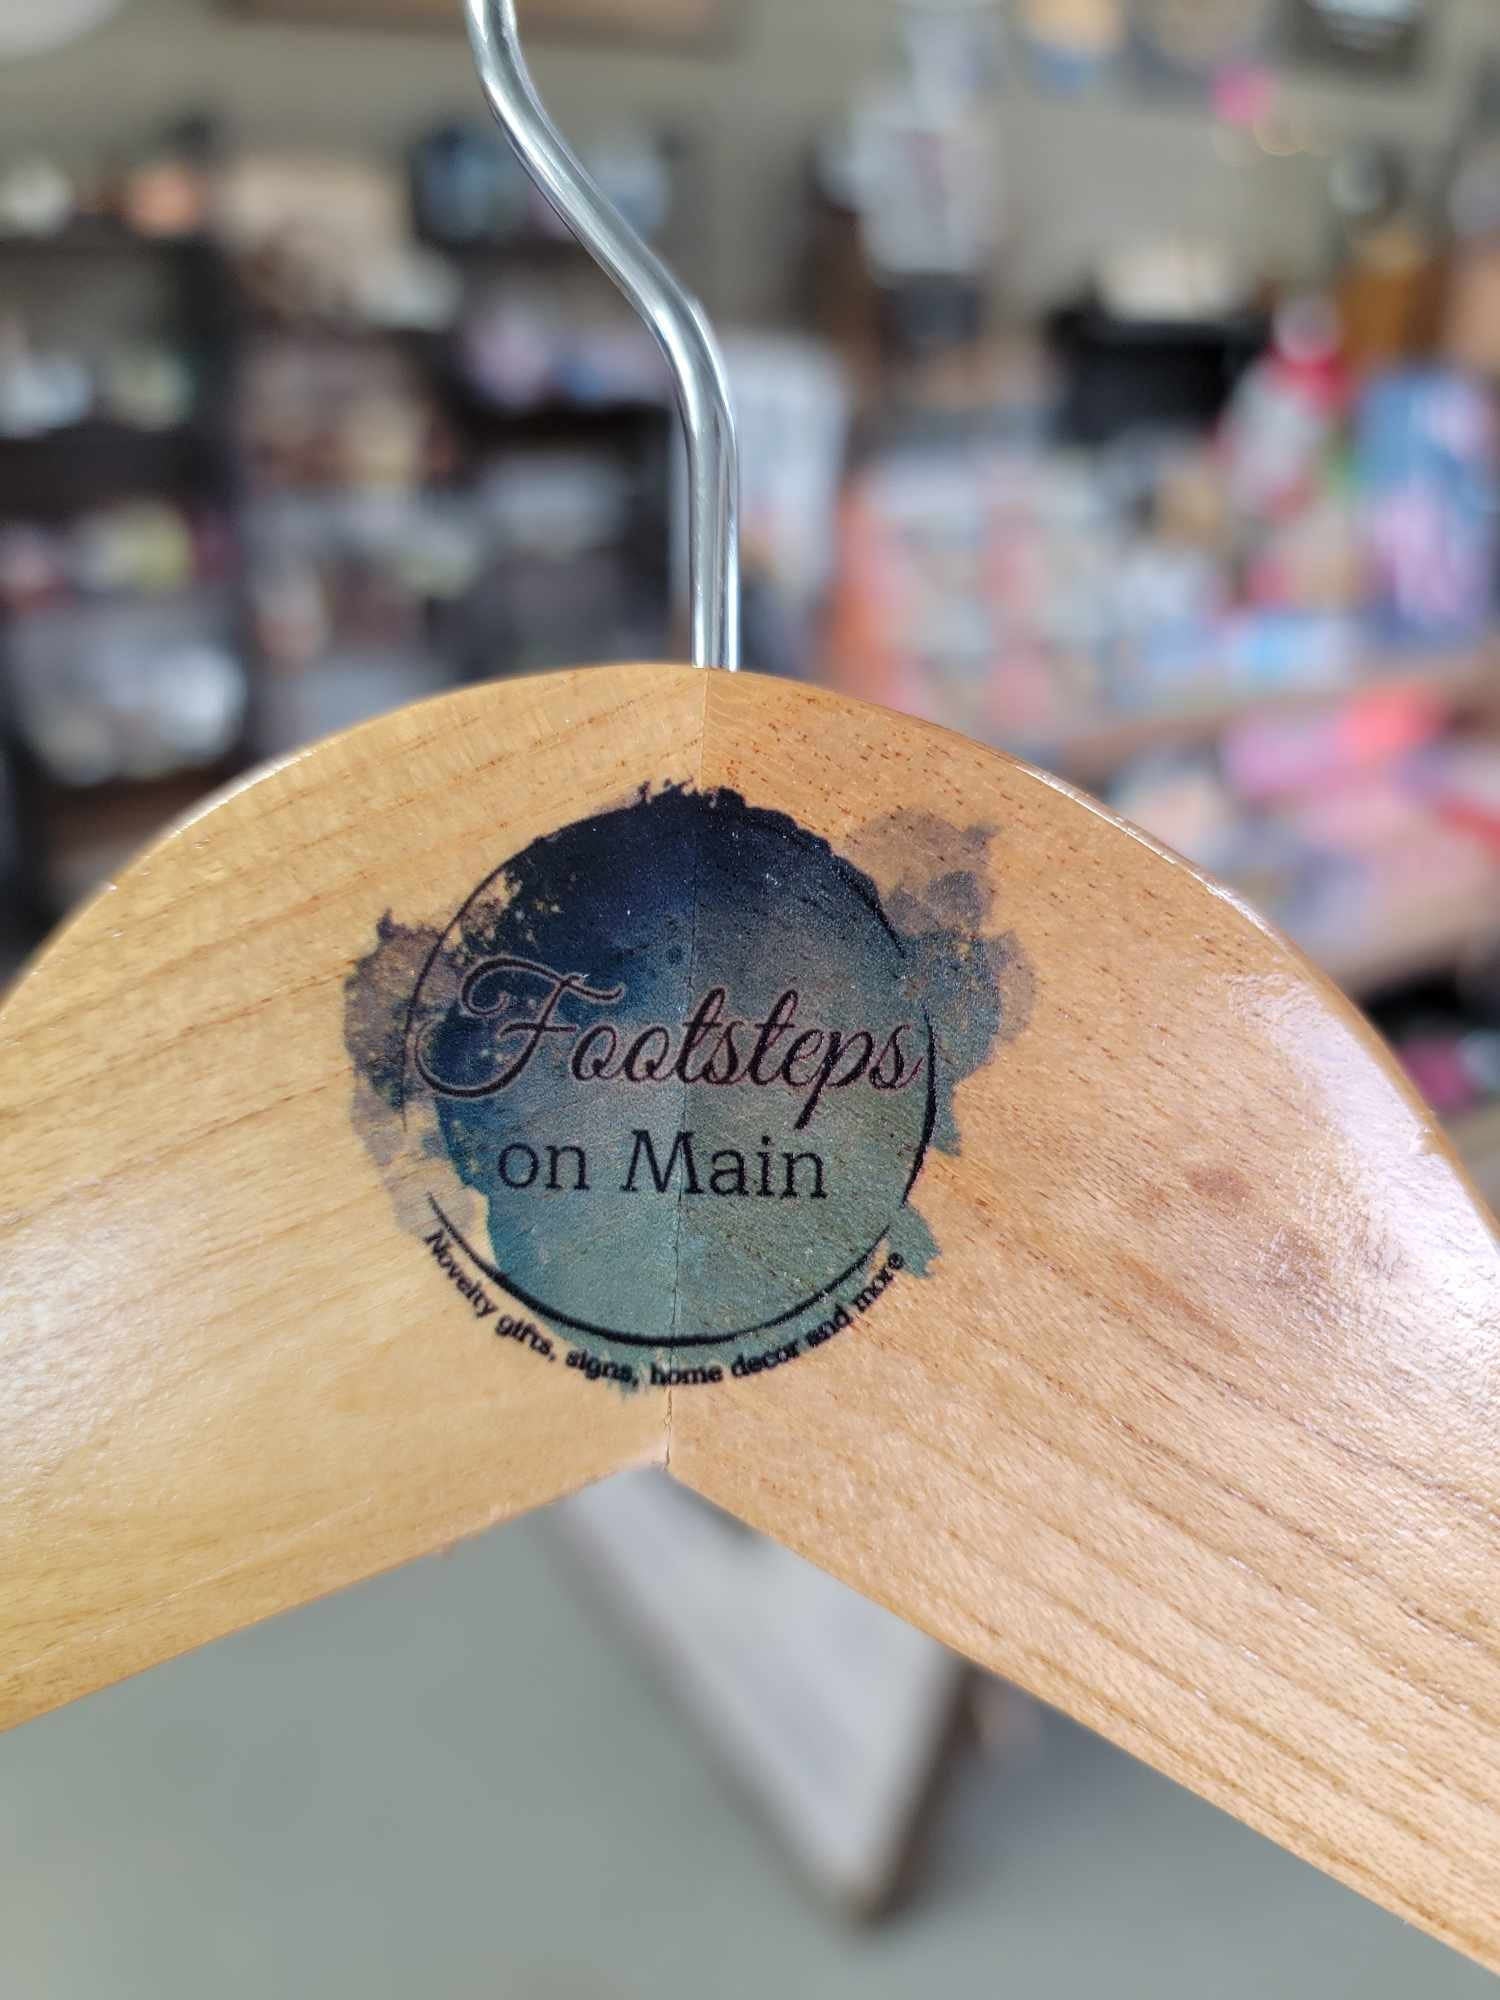 Footsteps
on Main
Novelty gifts, signs, home decor and more